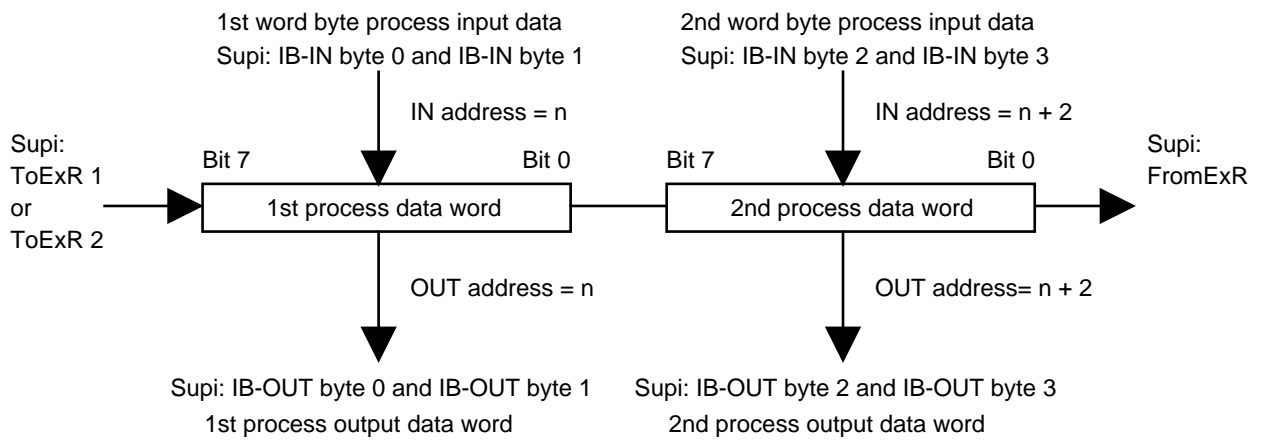 1st word byte process input data
Supi: IB-IN byte 0 and IB-IN byte 1
2nd word byte process input data
Supi: IB-IN byte 2 and IB-IN byte 3
IN address = n
IN address = n + 2
Supi:
ToExR 1
or
ToExR 2
Bit 7
Bit 0
Bit 7
Bit 0
Supi:
FromExR
1st process data word
2nd process data word
OUT address = n
OUT address= n + 2
Supi: IB-OUT byte 0 and IB-OUT byte 1
1st process output data word
Supi: IB-OUT byte 2 and IB-OUT byte 3
2nd process output data word